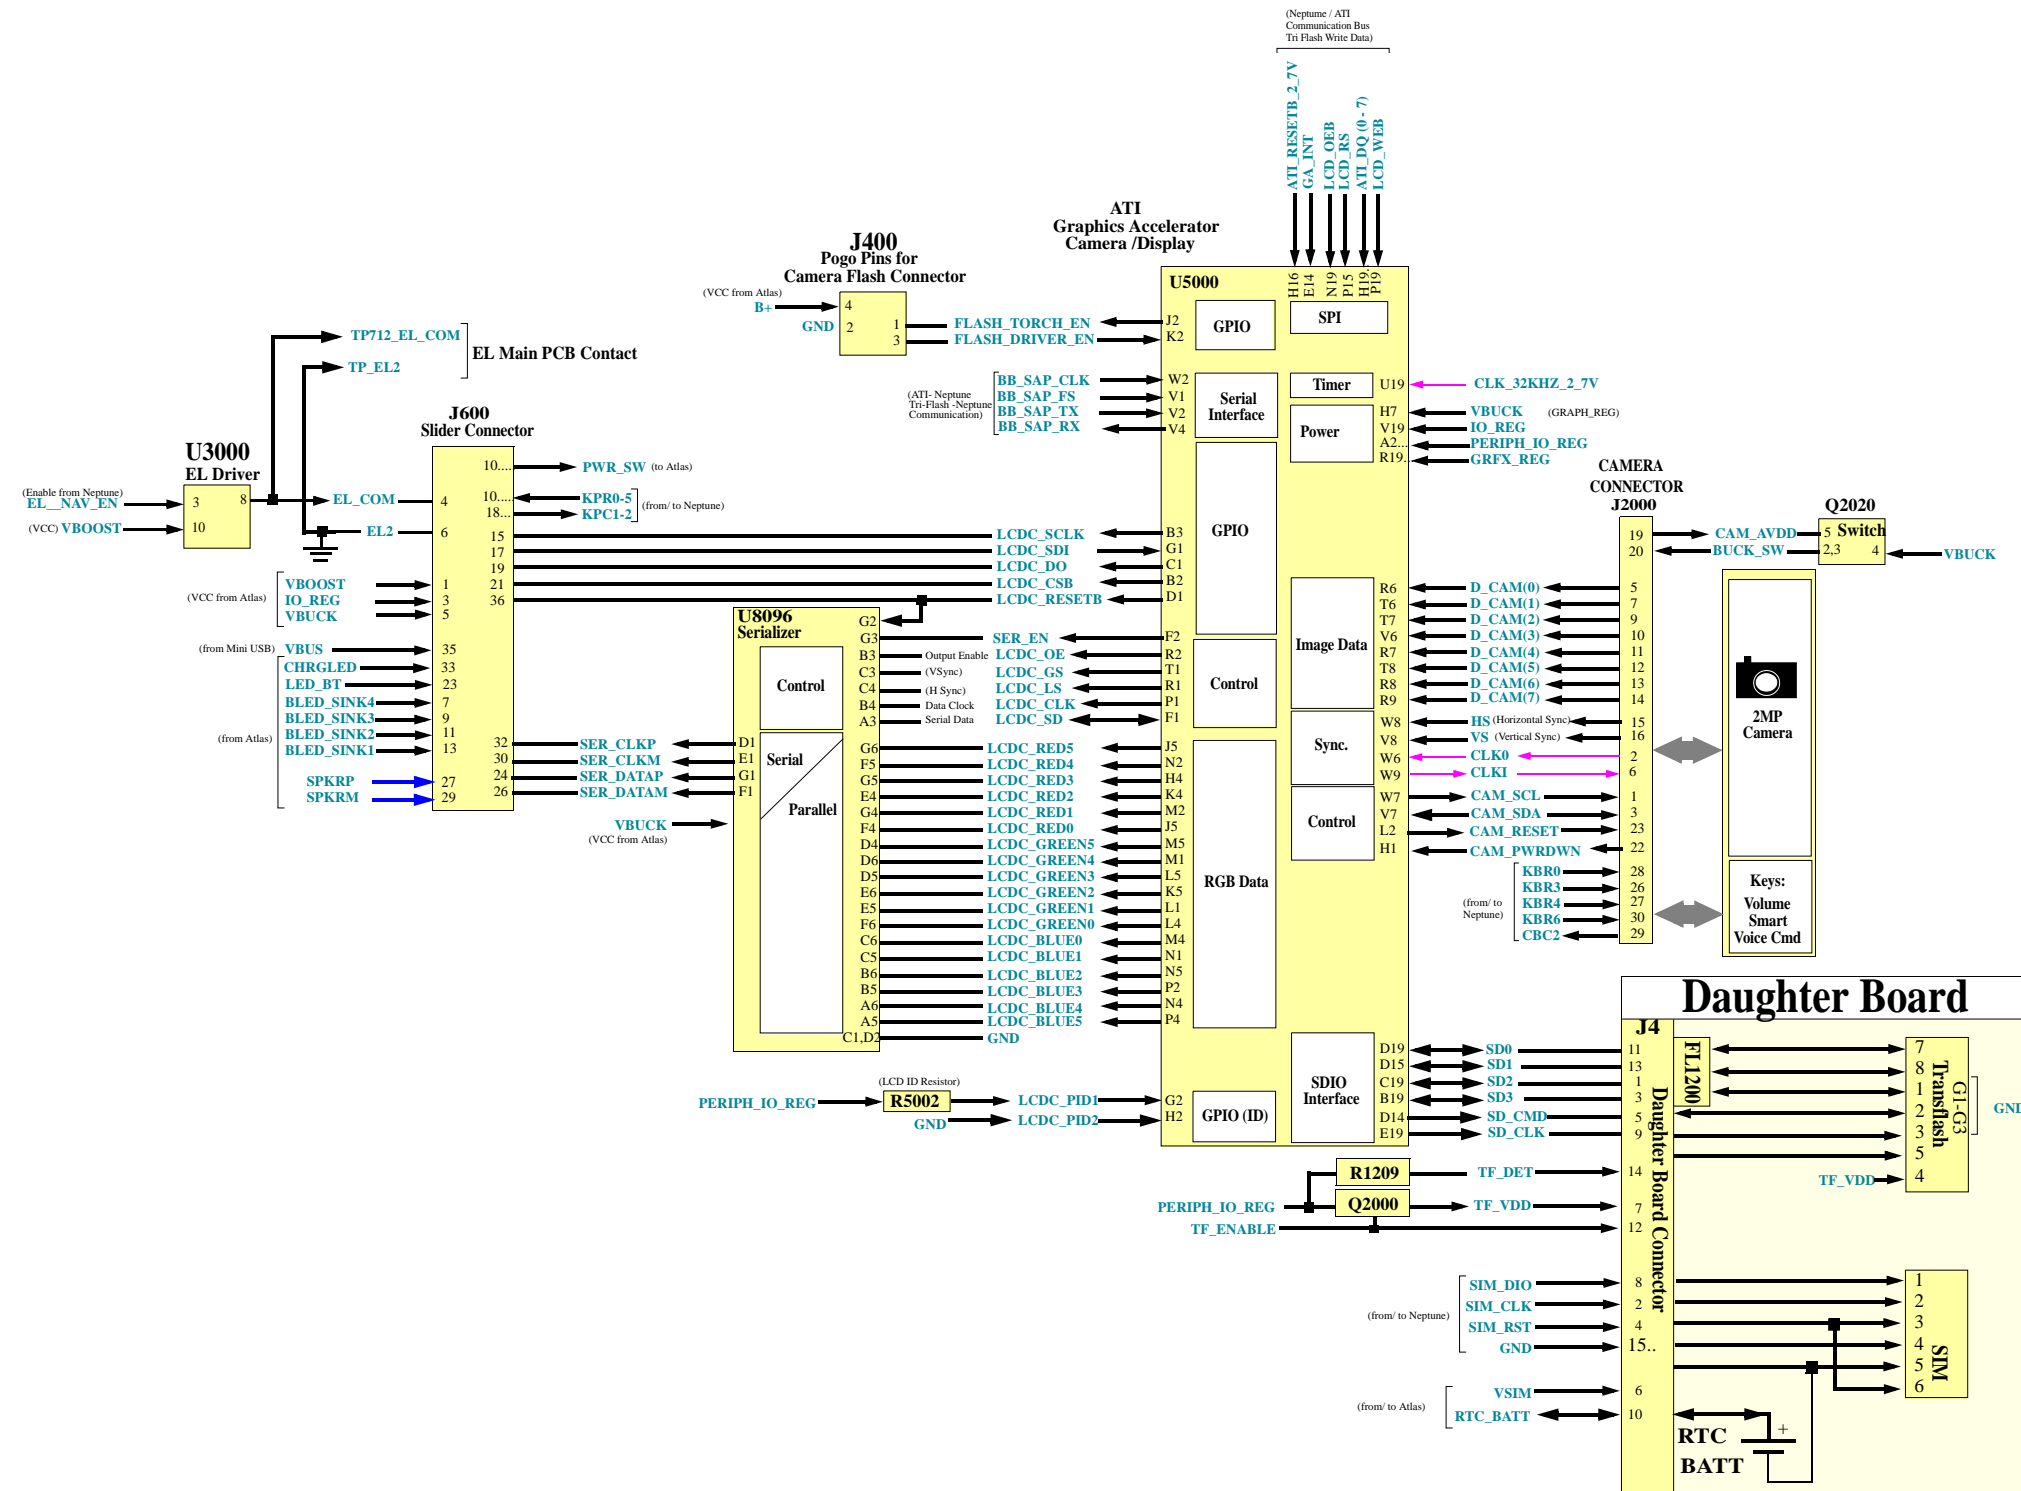 (Neptume / ATI
Communication Bus
Tri Flash Write Data)
ATI_RESETB_2_7V
GA_INT
LCD_OEB
LCD_RS
ATI_DQ (0 - 7)
LCD_WEB
ATI
Graphics Accelerator
Camera /Display
U5000
H16
E14
N19
P15
H19.
P19
SPI
GPIO
J2
K2
J400
Pogo Pins for
Camera Flash Connector
(VCC from Atlas)
B+
GND
4
2
1
3
FLASH_TORCH_EN
FLASH_DRIVER_EN
TP712_EL_COM
TP_EL2
EL Main PCB Contact
(ATI- Neptune
Tri-Flash -Neptune
Communication)
BB_SAP_CLK
BB_SAP_FS
BB_SAP_TX
BB_SAP_RX
W2
V1
V2
V4
Serial
Interface
Timer
U19
CLK_32KHZ_2_7V
Power
H7
V19
A2...
R19..
VBUCK
(GRAPH_REG)
IO_REG
PERIPH_IO_REG
GRFX_REG
U3000
EL Driver
(Enable from Neptune)
EL__NAV_EN
(VCC) VBOOST
3
10
8
J600
Slider Connector
EL_COM
EL2
4
6
10....
PWR_SW (to Atlas)
10....
18...
KPR0-5
KPC1-2
(from/ to Neptune)
15
17
19
21
36
LCDC_SCLK
LCDC_SDI
LCDC_DO
LCDC_CSB
LCDC_RESETB
B3
G1
C1
B2
D1
GPIO
(VCC from Atlas)
VBOOST
IO_REG
VBUCK
1
3
5
(from Mini USB) VBUS
35
(from Atlas)
CHRGLED
LED_BT
BLED_SINK4
BLED_SINK3
BLED_SINK2
BLED_SINK1
SPKRP
SPKRM
33
23
7
9
11
13
27
29
32
30
24
26
SER_CLKP
SER_CLKM
SER_DATAP
SER_DATAM
D1
E1
G1
F1
VBUCK
(VCC from Atlas)
U8096
Serializer
Control
Serial
Parallel
G2
G3
B3
C3
C4
B4
A3
Output Enable
(VSync)
(H Sync)
Data Clock
Serial Data
SER_EN
LCDC_OE
LCDC_GS
LCDC_LS
LCDC_CLK
LCDC_SD
F2
R2
T1
R1
P1
F1
Control
G6 LCDC_RED5 J5
F5 LCDC_RED4 N2
G5 LCDC_RED3 H4
E4 LCDC_RED2 K4
G4 LCDC_RED1 M2
F4 LCDC_RED0 J5
D4 LCDC_GREEN5 M5
D6 LCDC_GREEN4 M1
D5 LCDC_GREEN3 L5
E6 LCDC_GREEN2 K5
E5 LCDC_GREEN1 L1
F6 LCDC_GREEN0 L4
C6 LCDC_BLUE0 M4
C5 LCDC_BLUE1 N1
B6 LCDC_BLUE2 N5
B5 LCDC_BLUE3 P2
A6 LCDC_BLUE4 N4
A5 LCDC_BLUE5 P4
C1,D2 GND
RGB Data
(LCD ID Resistor)
PERIPH_IO_REG
R5002
LCDC_PID1
GND
LCDC_PID2
G2
H2
GPIO (ID)
CAMERA
CONNECTOR
J2000
19
20
CAM_AVDD
BUCK_SW
Q2020
5 Switch
2,3
4
VBUCK
Image Data
R6 D_CAM(0) 5
T6 D_CAM(1) 7
T7 D_CAM(2) 9
V6 D_CAM(3) 10
R7 D_CAM(4) 11
T8 D_CAM(5) 12
R8 D_CAM(6) 13
R9 D_CAM(7) 14
Sync.
W8 HS (Horizontal Sync) 15
V8 VS (Vertical Sync) 16
W6 CLK0 2
W9 CLKI 6
Control
W7 CAM_SCL 1
V7 CAM_SDA 3
L2 CAM_RESET 23
H1 CAM_PWRDWN 22
(from/ to
Neptune)
KBR0 28
KBR3 26
KBR4 27
KBR6 30
CBC2 29
2MP
Camera
Keys:
Volume
Smart
Voice Cmd
Daughter Board
J4
Daughter Board Connector
FL1200
SDIO
Interface
D19 SD0 11
D15 SD1 13
C19 SD2 1
B19 SD3 3
D14 SD_CMD 5
E19 SD_CLK 9
7
8
1
2
3
5
4
Transflash
G1-G3
GND
TF_VDD
R1209
TF_DET
14
PERIPH_IO_REG
Q2000
TF_VDD
7
TF_ENABLE
12
(from/ to Neptune)
SIM_DIO 8
SIM_CLK 2
SIM_RST 4
GND 15..
1
2
3
4
5
6
SIM
(from/ to Atlas)
VSIM 6
RTC_BATT 10
RTC
BATT
+